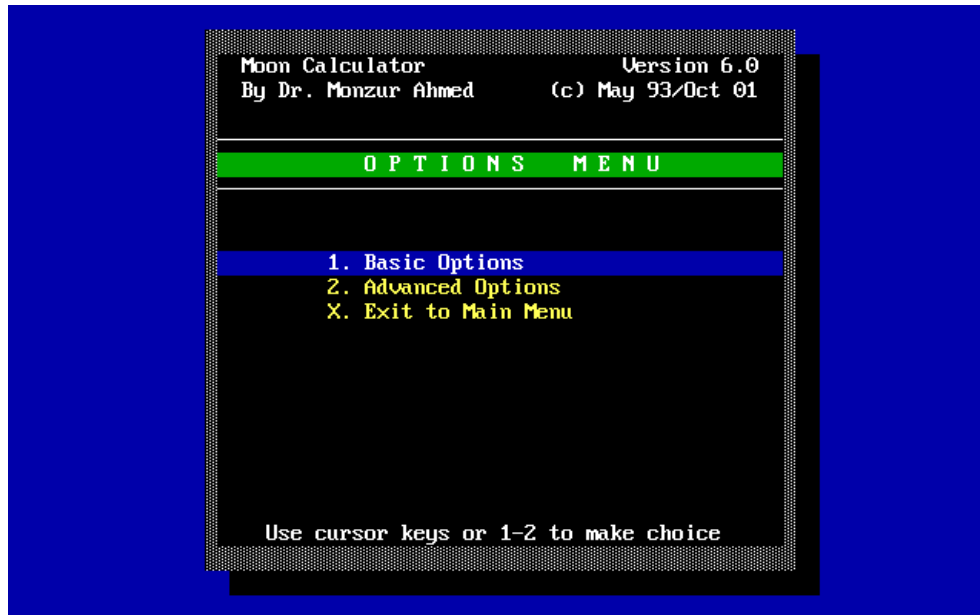 Moon Calculator Version 6.0
By Dr. Monzur Ahmed (c) May 93/Oct 01
O P T I O N S M E N U
1. Basic Options
2. Advanced Options
X. Exit to Main Menu
Use cursor keys or 1-2 to make choice